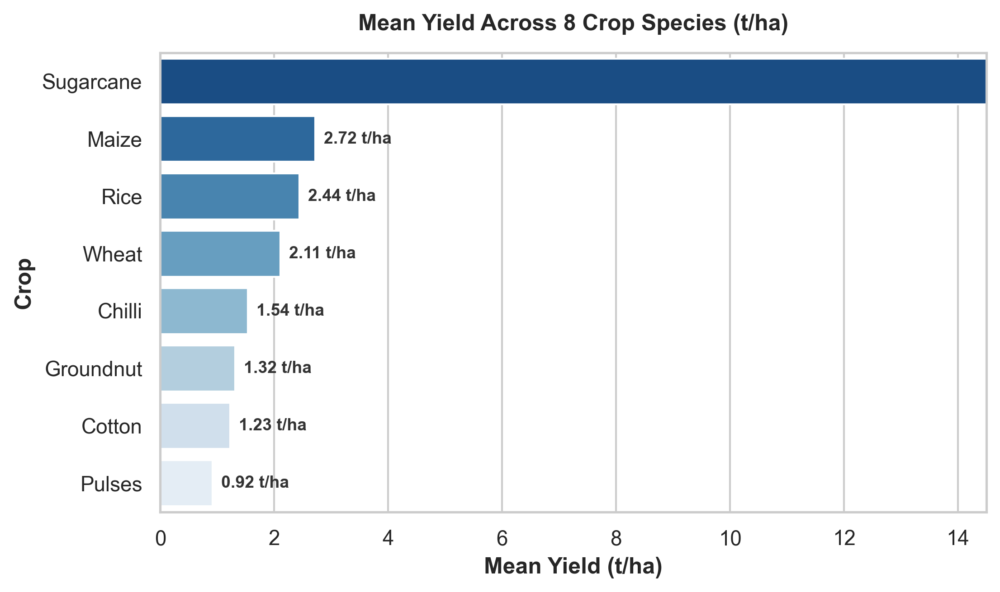 Mean Yield Across 8 Crop Species (t/ha)
Crop
Sugarcane
Maize 2.72 t/ha
Rice 2.44 t/ha
Wheat 2.11 t/ha
Chilli 1.54 t/ha
Groundnut 1.32 t/ha
Cotton 1.23 t/ha
Pulses 0.92 t/ha
0 2 4 6 8 10 12 14
Mean Yield (t/ha)